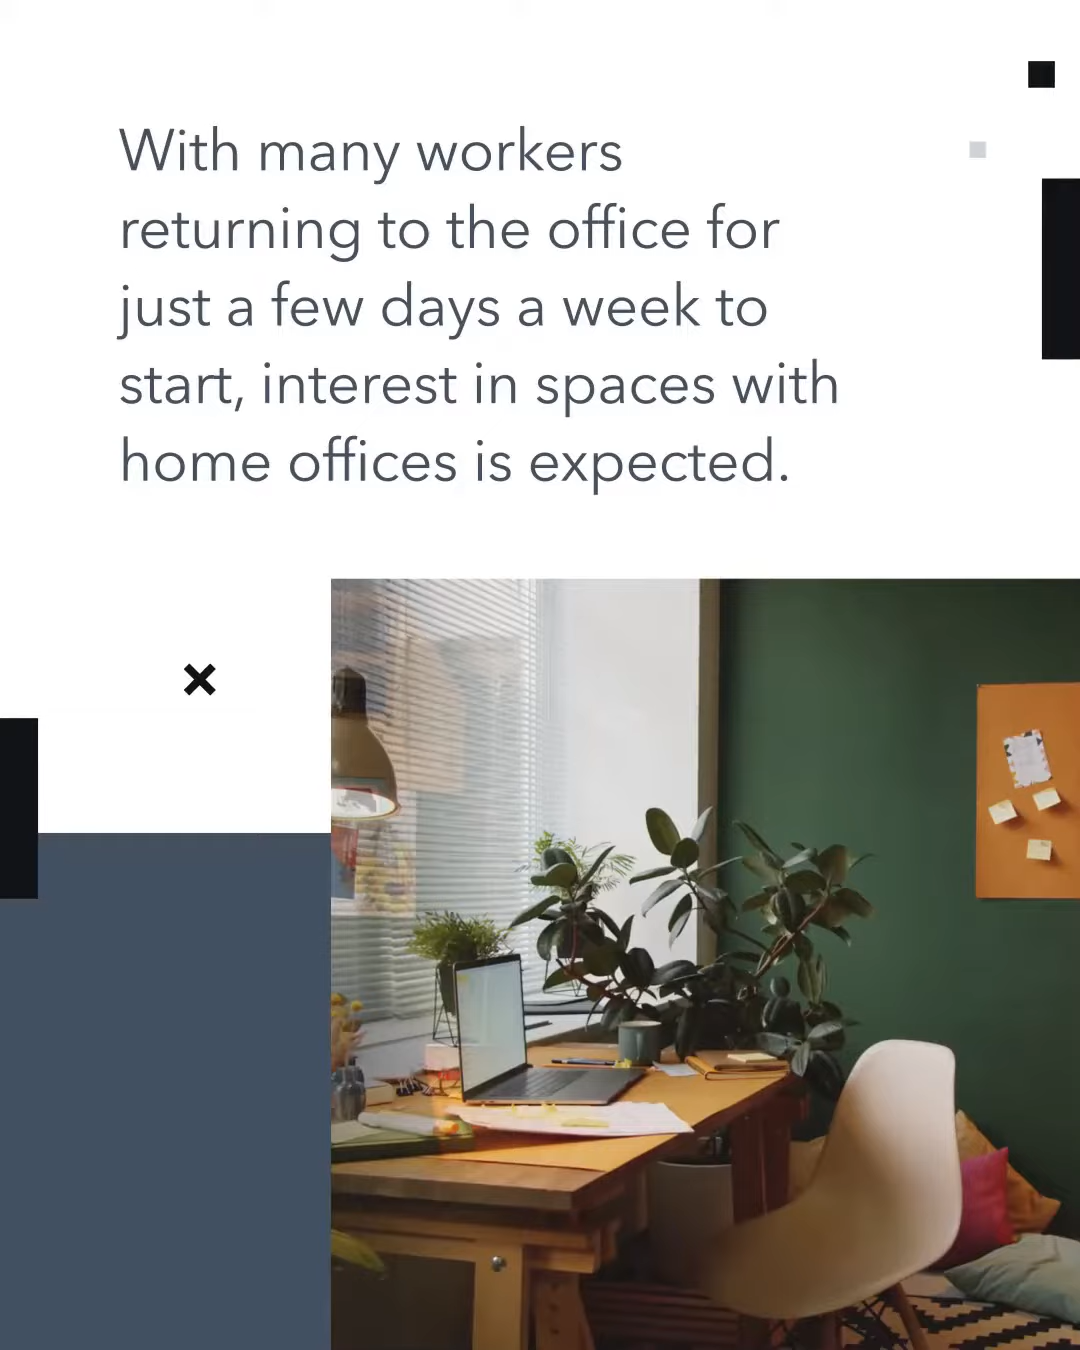 With many workers
returning to the office for
just a few days a week to
start, interest in spaces with
home offices is expected.